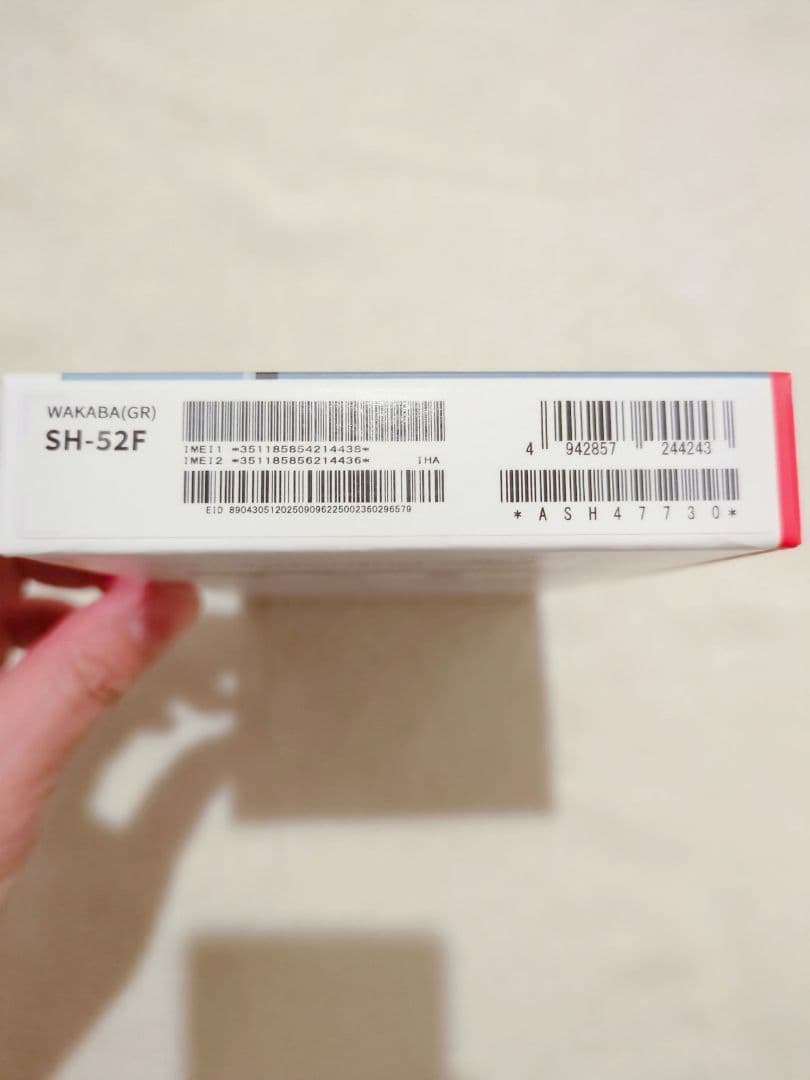 WAKABA(GR)
SH-52F
IMEI1 *351185854214438*
IMEI2 *351185856214436* IHA
EID 89043051202509096225002360296579
4 942857 244243
*ASH47730*